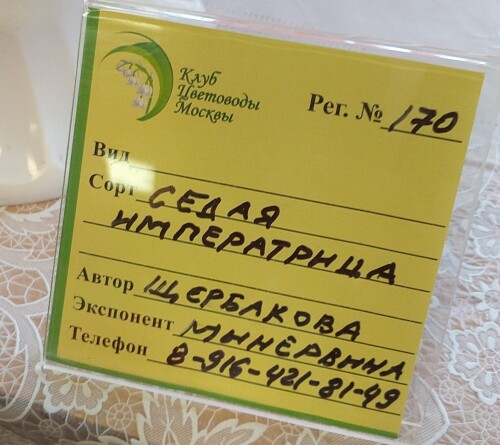 Клуб
Цветоводы
Москвы
Рег. № 170
Вид
Сорт СЕДАЯ
ИМПЕРАТРИЦА
Автор ЩЕРБАКОВА
Экспонент МЫНЕРВИНА
Телефон 8-916-421-81-49